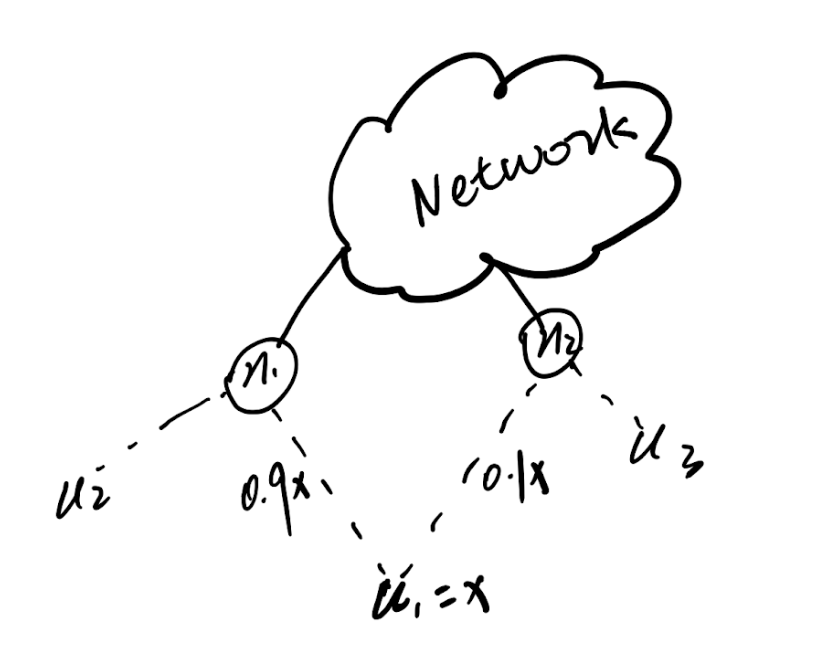 Network
n₁
n₂
u₂
0.9x
0.1x
u₃
u₁=x